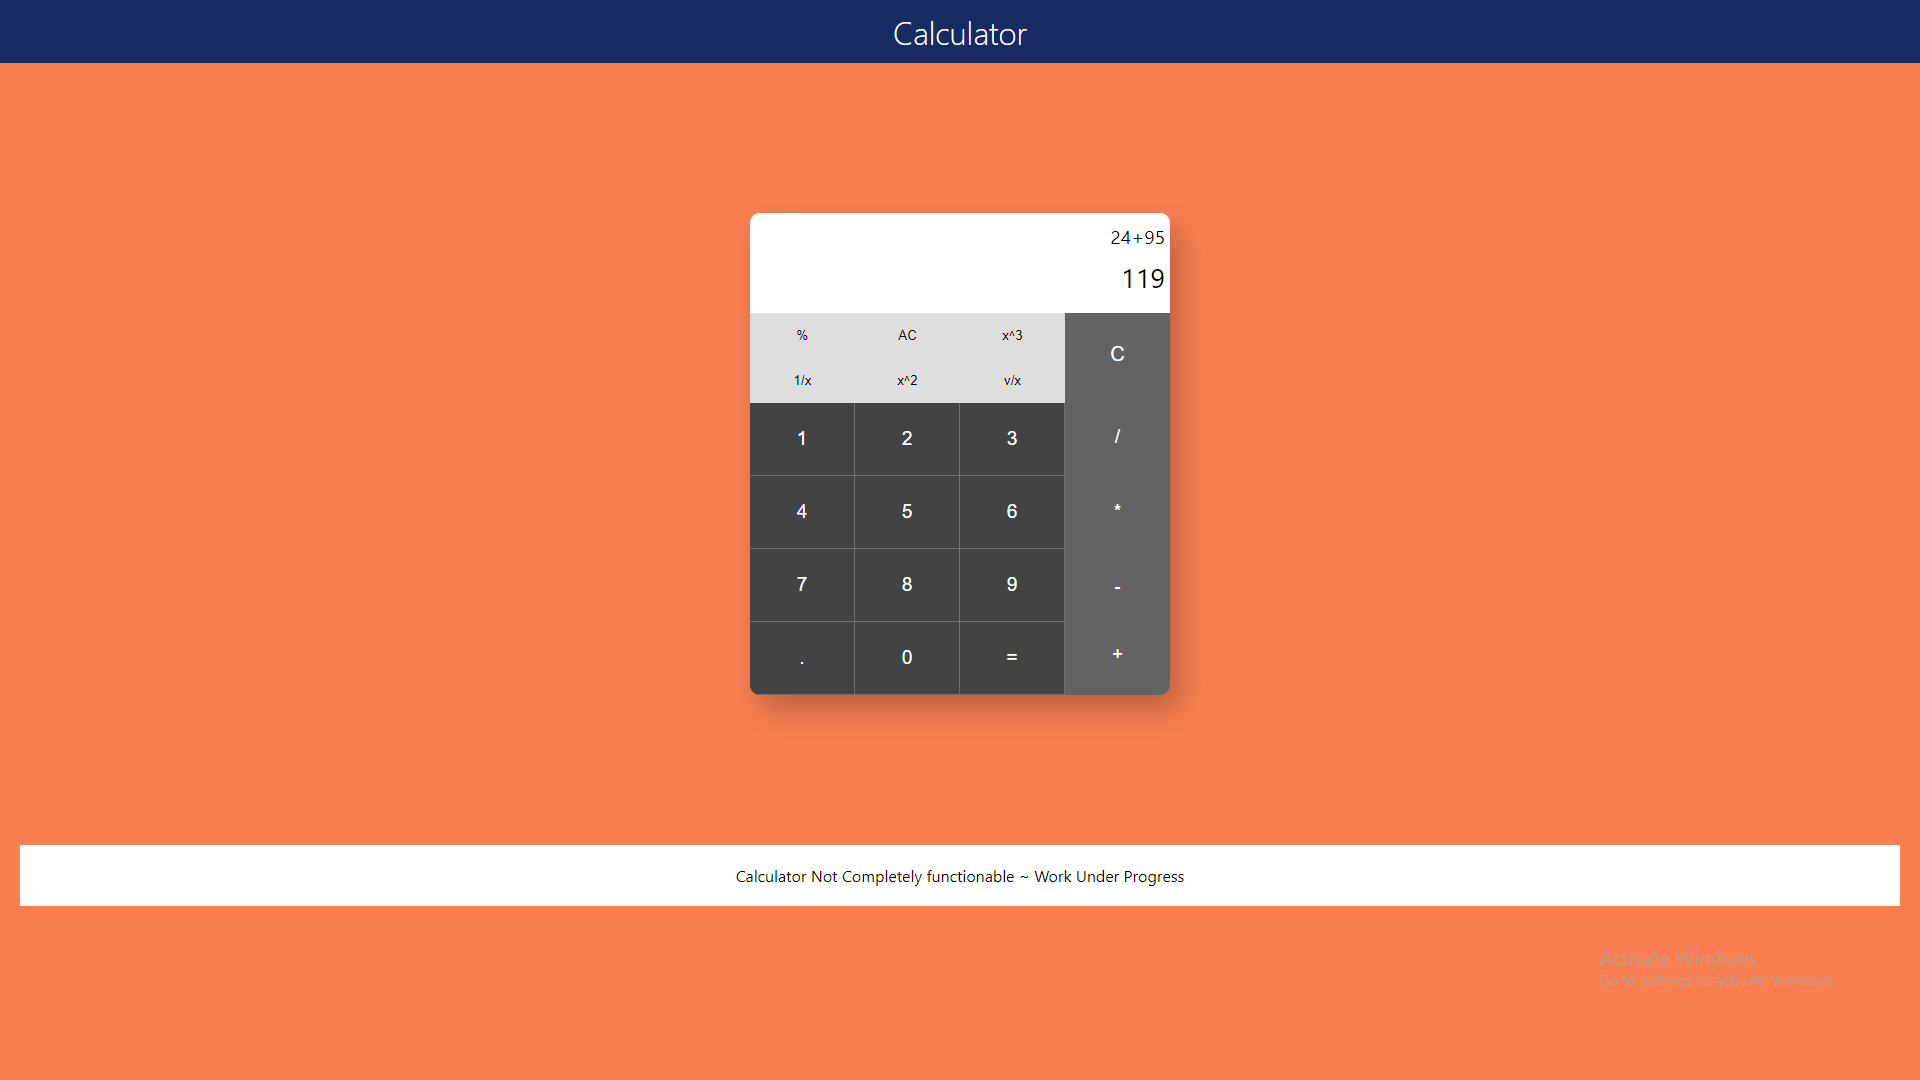 Calculator
24+95
119
% AC x^3 C
1/x x^2 v/x
1 2 3 /
4 5 6 *
7 8 9 -
. 0 = +
Calculator Not Completely functionable ~ Work Under Progress
Activate Windows
Go to Settings to activate Windows.